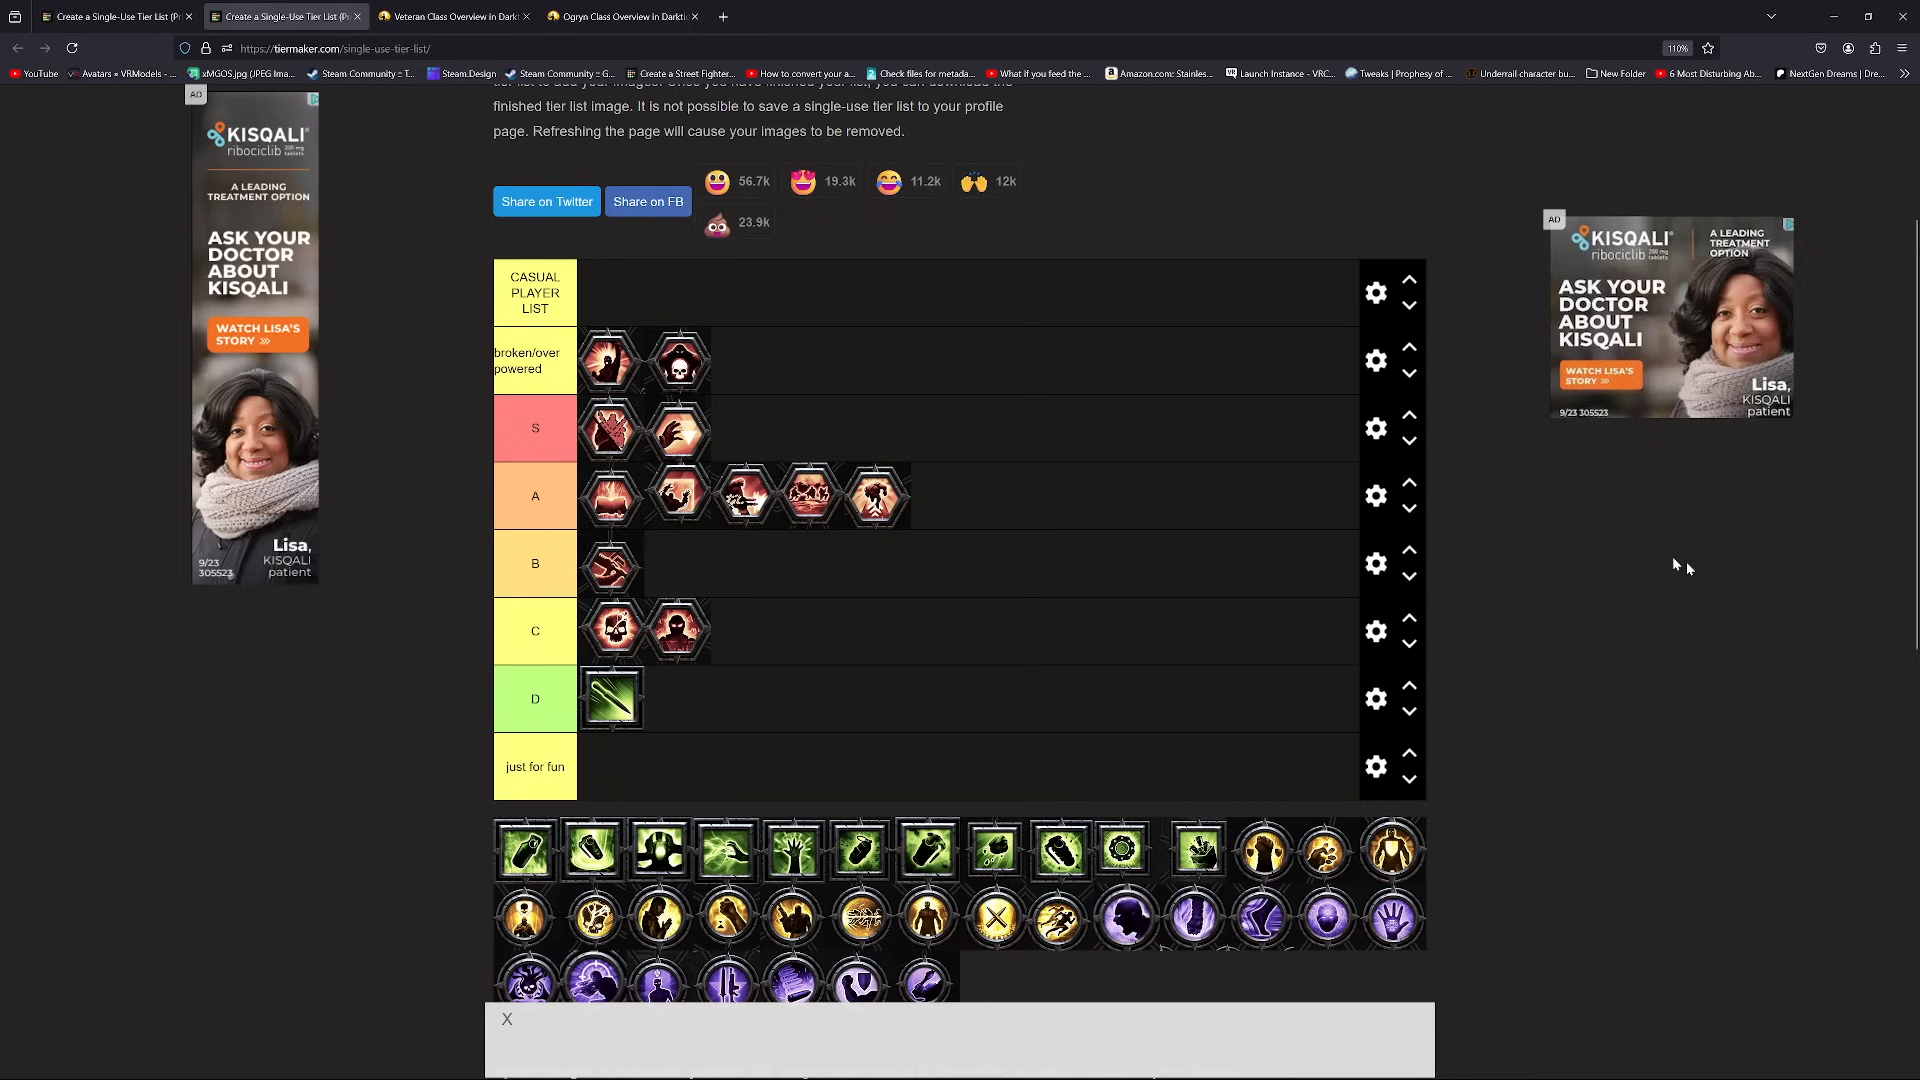 Create a Single-Use Tier List (Pr
Create a Single-Use Tier List (Pr
Veteran Class Overview in Darkt
Ogryn Class Overview in Darkti
https://tiermaker.com/single-use-tier-list/
110%
YouTube
Avatars » VRModels - ...
xMGOS.jpg (JPEG Ima...
Steam Community :: T...
Steam.Design
Steam Community :: G...
Create a Street Fighter...
How to convert your a...
Check files for metada...
What if you feed the ...
Amazon.com: Stainles...
Launch Instance - VRC...
Tweaks | Prophesy of ...
Underrail character bu...
New Folder
6 Most Disturbing Ab...
NextGen Dreams | Dre...
finished tier list image. It is not possible to save a single-use tier list to your profile
page. Refreshing the page will cause your images to be removed.
Share on Twitter
Share on FB
56.7k
19.3k
11.2k
12k
23.9k
AD
KISQALI
ribociclib 200 mg tablets
A LEADING
TREATMENT OPTION
ASK YOUR
DOCTOR
ABOUT
KISQALI
WATCH LISA'S
STORY »
Lisa,
KISQALI
patient
9/23
305523
CASUAL
PLAYER
LIST
broken/over
powered
S
A
B
C
D
just for fun
AD
KISQALI
ribociclib 200 mg tablets
A LEADING
TREATMENT
OPTION
ASK YOUR
DOCTOR
ABOUT
KISQALI
WATCH LISA'S
STORY »
Lisa,
KISQALI
patient
9/23 305523
X